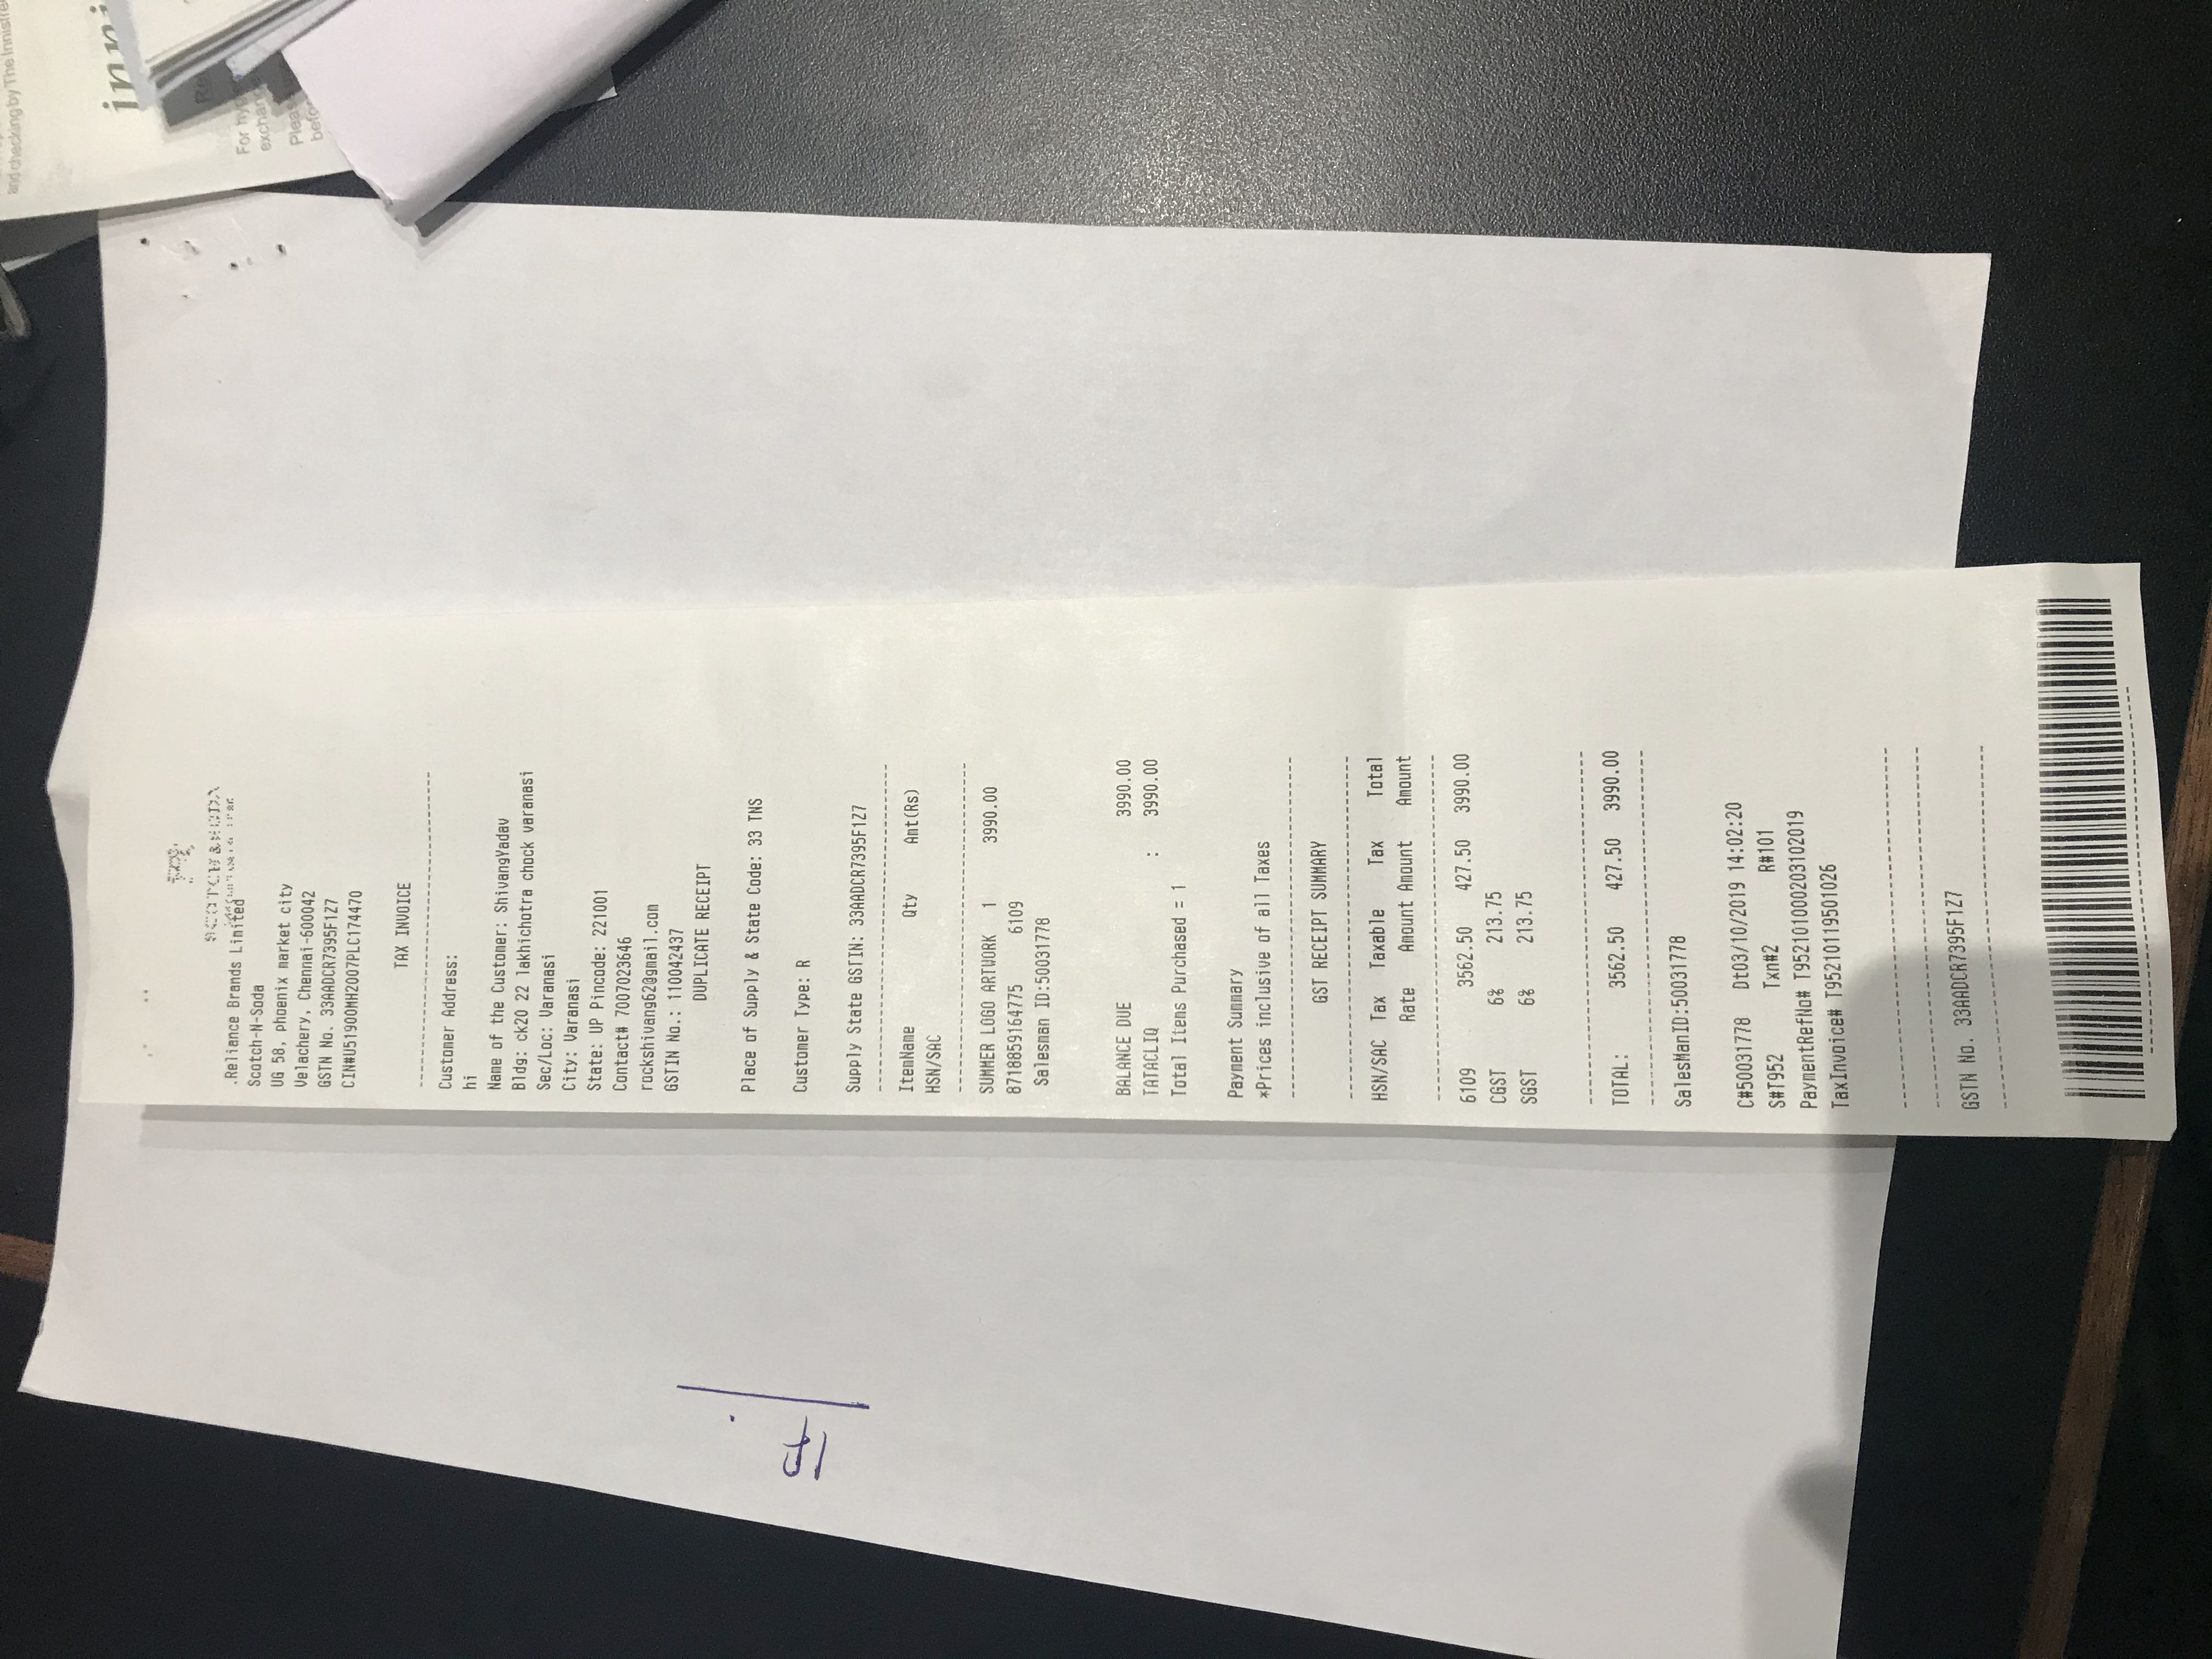 SCOTCH & SODA
.Reliance Brands Limited
Scotch-N-Soda
UG 58, phoenix market city
Velachery, Chennai-600042
GSTN No. 33AADCR7395F1Z7
CIN#U51900MH2007PLC174470
TAX INVOICE
Customer Address:
hi
Name of the Customer: ShivangYadav
Bldg: ck20 22 lakhichotra chock varanasi
Sec/Loc: Varanasi
City: Varanasi
State: UP Pincode: 221001
Contact# 7007023646
rockshivang62@gmail.com
GSTIN No.: 110042437
DUPLICATE RECEIPT
Place of Supply & State Code: 33 TNS
Customer Type: R
Supply State GSTIN: 33AADCR7395F1Z7
ItemName Qty Amt(Rs)
HSN/SAC
SUMMER LOGO ARTWORK 1 3990.00
8718859164775 6109
Salesman ID:50031778
BALANCE DUE 3990.00
TATACLIQ : 3990.00
Total Items Purchased = 1
Payment Summary
*Prices inclusive of all Taxes
GST RECEIPT SUMMARY
HSN/SAC Tax Taxable Tax Total
Rate Amount Amount Amount
6109 3562.50 427.50 3990.00
CGST 6% 213.75
SGST 6% 213.75
TOTAL: 3562.50 427.50 3990.00
SalesManID:50031778
C#50031778 Dt03/10/2019 14:02:20
S#T952 Txn#2 R#101
PaymentRefNo# T952101000203102019
TaxInvoice# T95210119501026
GSTN No. 33AADCR7395F1Z7
and checking by The Innisfre
inni
For hyg
exchan
Pleas
befo